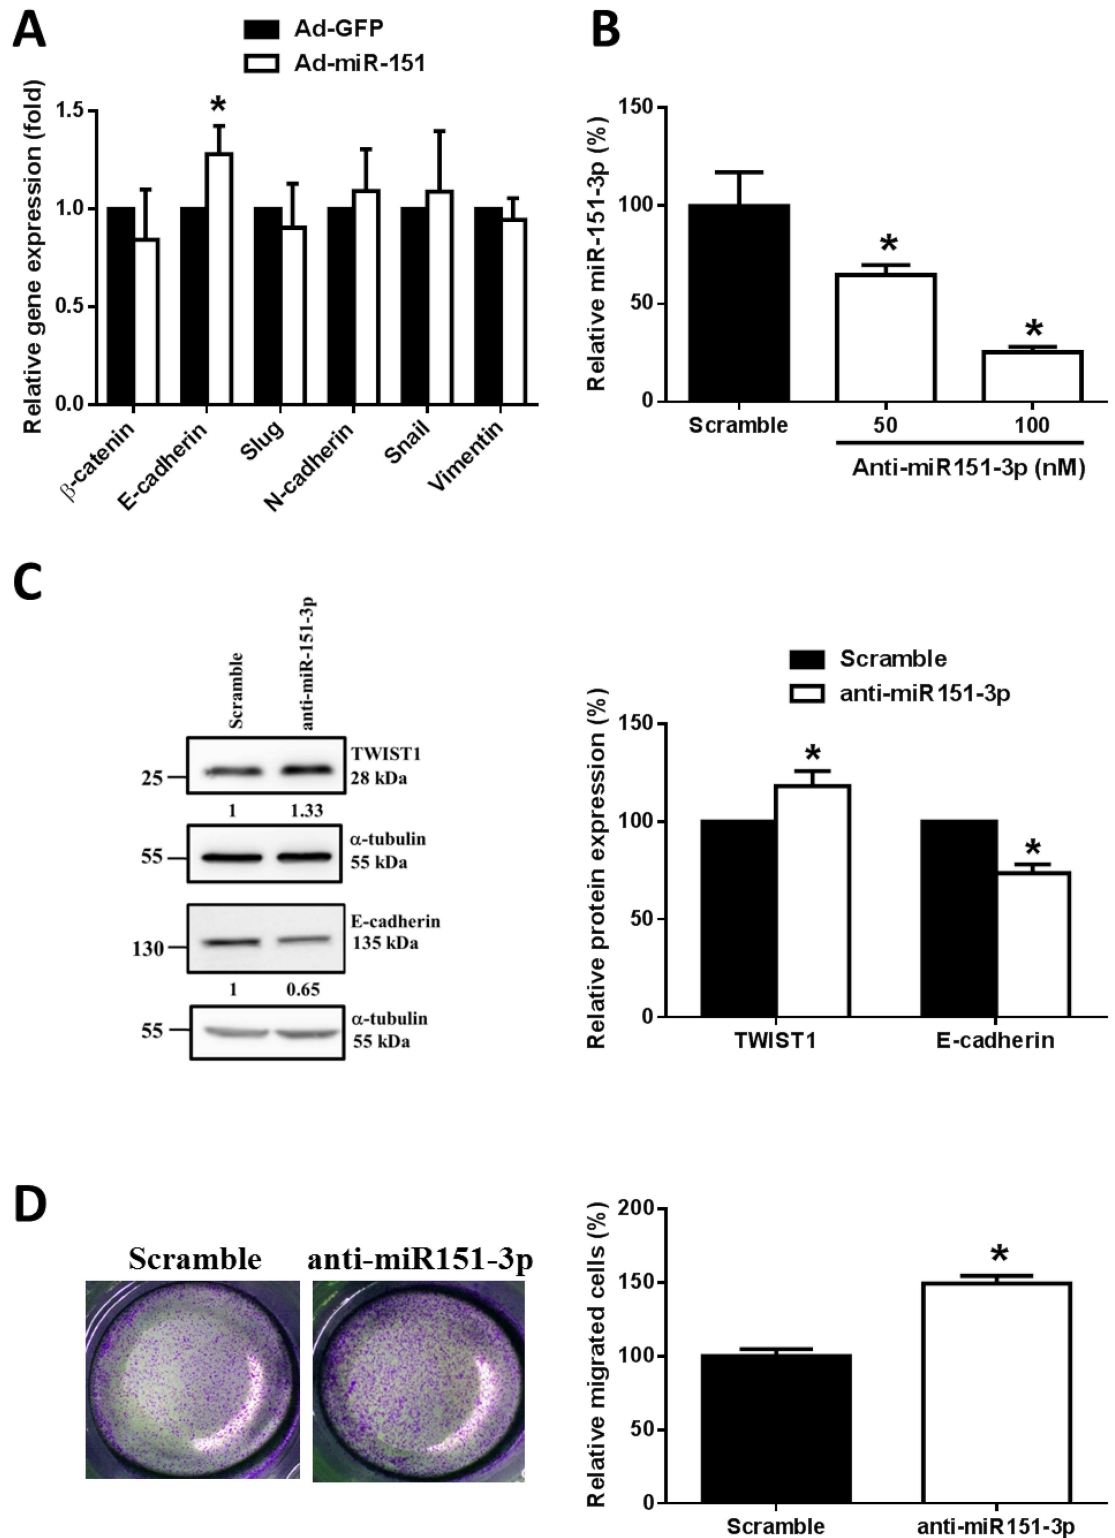 A
Ad-GFP
Ad-miR-151
Relative gene expression (fold)
1.5
1.0
0.5
0.0
*
β-catenin
E-cadherin
Slug
N-cadherin
Snail
Vimentin
B
Relative miR-151-3p (%)
150
100
50
0
*
*
Scramble
50
100
Anti-miR151-3p (nM)
C
Scramble
anti-miR-151-3p
TWIST1
25
28 kDa
1
1.33
α-tubulin
55
55 kDa
E-cadherin
130
135 kDa
1
0.65
α-tubulin
55
55 kDa
Scramble
anti-miR151-3p
Relative protein expression (%)
150
100
50
0
*
*
TWIST1
E-cadherin
D
Scramble
anti-miR151-3p
Relative migrated cells (%)
200
150
100
50
0
*
Scramble
anti-miR151-3p